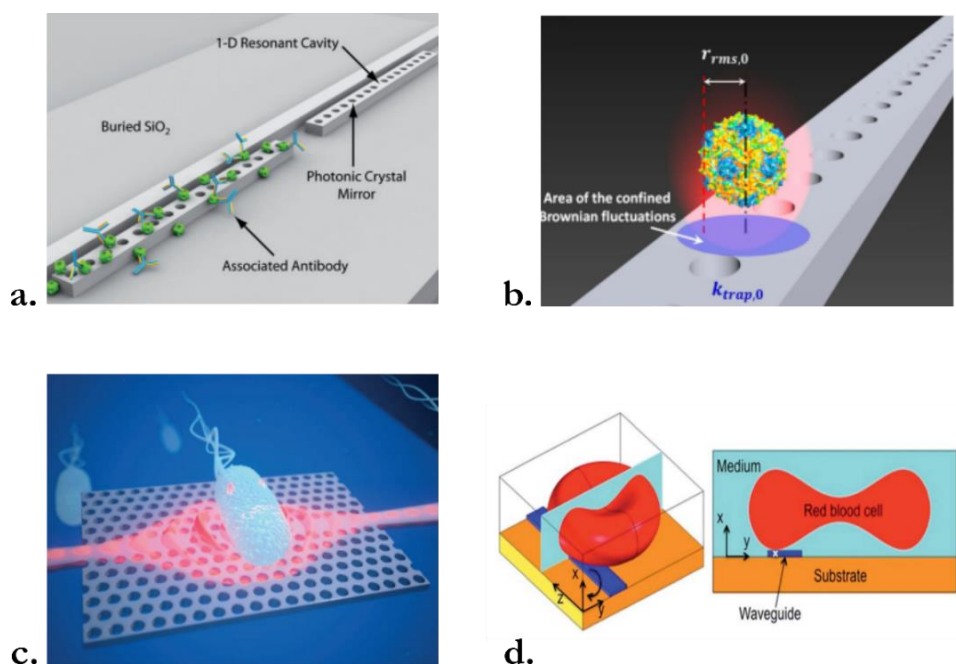 1-D Resonant Cavity
Buried SiO₂
Photonic Crystal
Mirror
Associated Antibody
a.
r_rms,0
Area of the confined
Brownian fluctuations
k_trap,0
b.
c.
Medium
Red blood cell
x
y
Substrate
Waveguide
x
z
y
d.